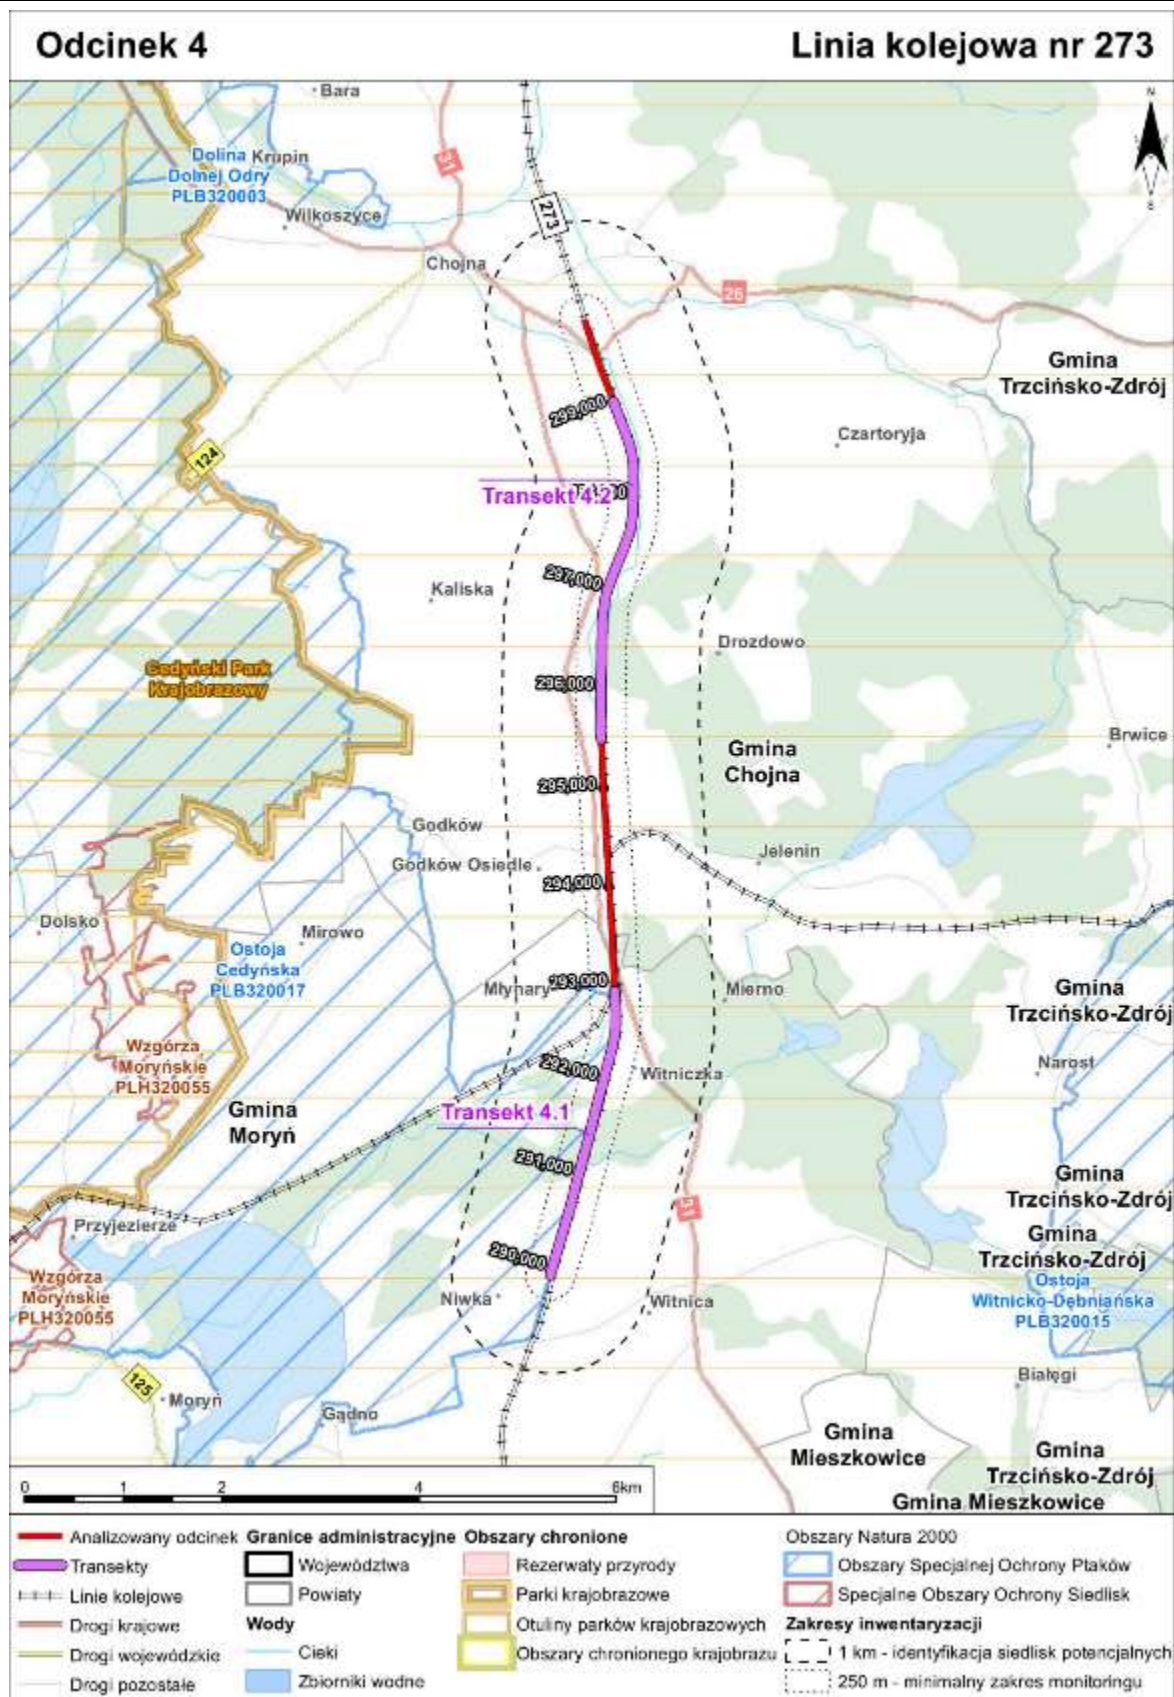 Odcinek 4
Linia kolejowa nr 273
Bara
31
Dolina
Dolnej Odry
PLB320003
Krupin
N
S
273
Wilkoszyce
Chojna
26
Gmina
Trzcińsko-Zdrój
299,000
Czartoryja
124
Transekt 4.2
297,000
Kaliska
Drozdowo
Cedyński Park
Krajobrazowy
296,000
Brwice
Gmina
Chojna
295,000
Godków
Jelenin
Godków Osiedle
294,000
Dolsko
Mirowo
Ostoja
Cedyńska
PLB320017
293,000
Młynary
Mierno
Gmina
Trzcińsko-Zdrój
Wzgórza
Moryńskie
PLH320055
292,000
Witniczka
Narost
Gmina
Moryń
Transekt 4.1
291,000
Gmina
Trzcińsko-Zdrój
31
Przyjezierze
Gmina
Trzcińsko-Zdrój
290,000
Wzgórza
Moryńskie
PLH320055
Niwka
Witnica
Ostoja
Witnicko-Dębniańska
PLB320015
125
Moryń
Gądno
Białęgi
Gmina
Mieszkowice
Gmina
Trzcińsko-Zdrój
Gmina Mieszkowice
0 1 2 4 6km
Analizowany odcinek
Transekty
Linie kolejowe
Drogi krajowe
Drogi wojewódzkie
Drogi pozostałe
Granice administracyjne
Województwa
Powiaty
Wody
Cieki
Zbiorniki wodne
Obszary chronione
Rezerwaty przyrody
Parki krajobrazowe
Otuliny parków krajobrazowych
Obszary chronionego krajobrazu
Obszary Natura 2000
Obszary Specjalnej Ochrony Ptaków
Specjalne Obszary Ochrony Siedlisk
Zakresy inwentaryzacji
1 km - identyfikacja siedlisk potencjalnych
250 m - minimalny zakres monitoringu